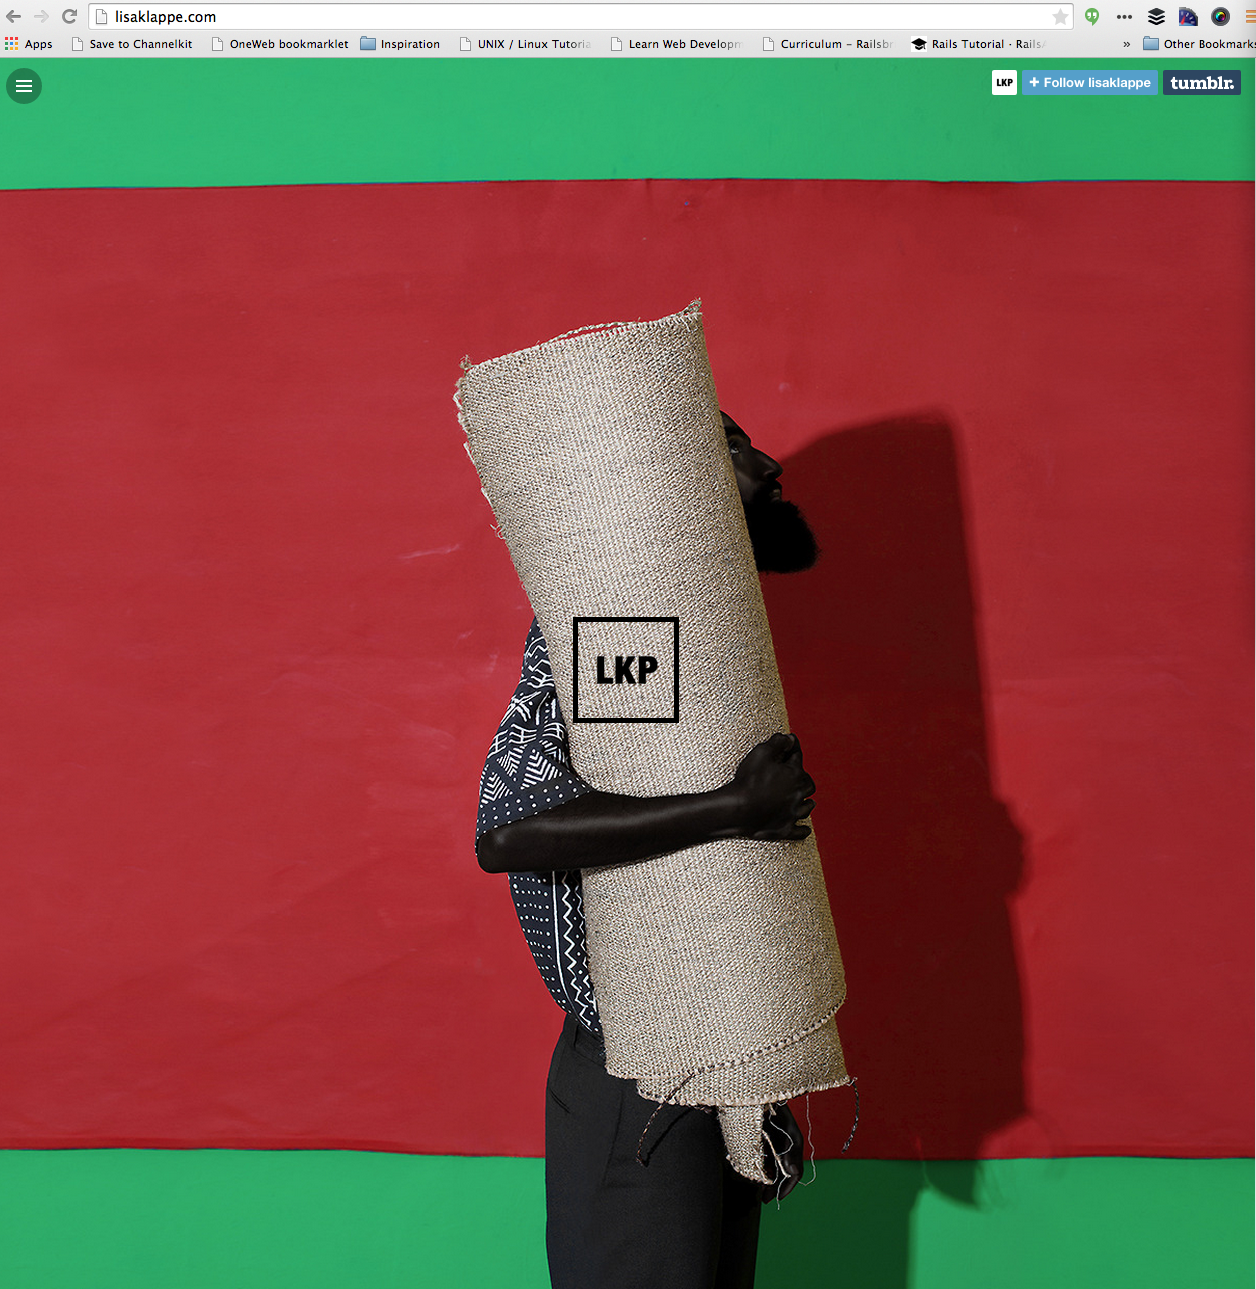 lisaklappe.com
Apps Save to Channelkit OneWeb bookmarklet Inspiration UNIX / Linux Tutoria Learn Web Developm Curriculum – Railsbr Rails Tutorial · Rails » Other Bookmarks
LKP + Follow lisaklappe tumblr.
LKP